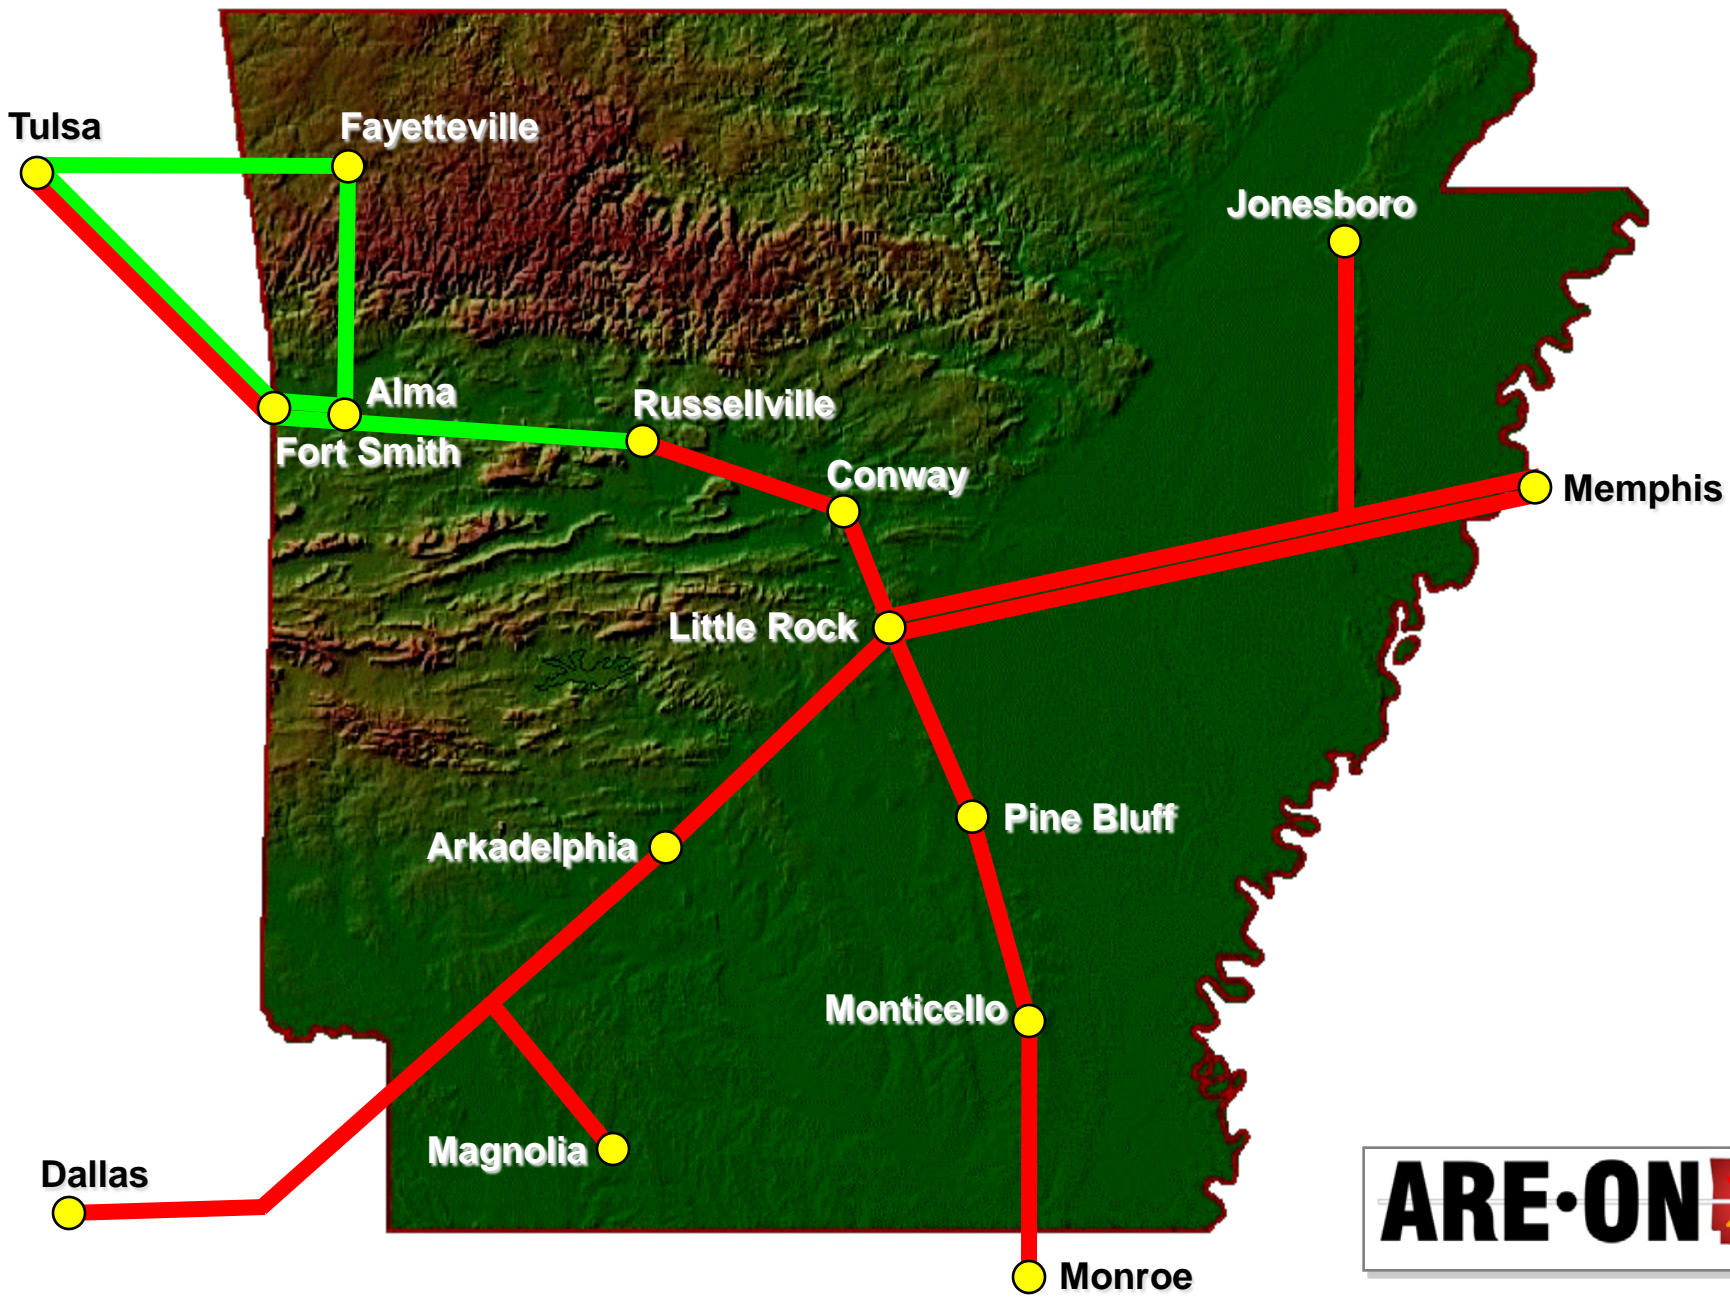 Tulsa
Fayetteville
Jonesboro
Alma
Russellville
Fort Smith
Conway
Memphis
Little Rock
Pine Bluff
Arkadelphia
Monticello
Magnolia
Dallas
ARE•ON
Monroe